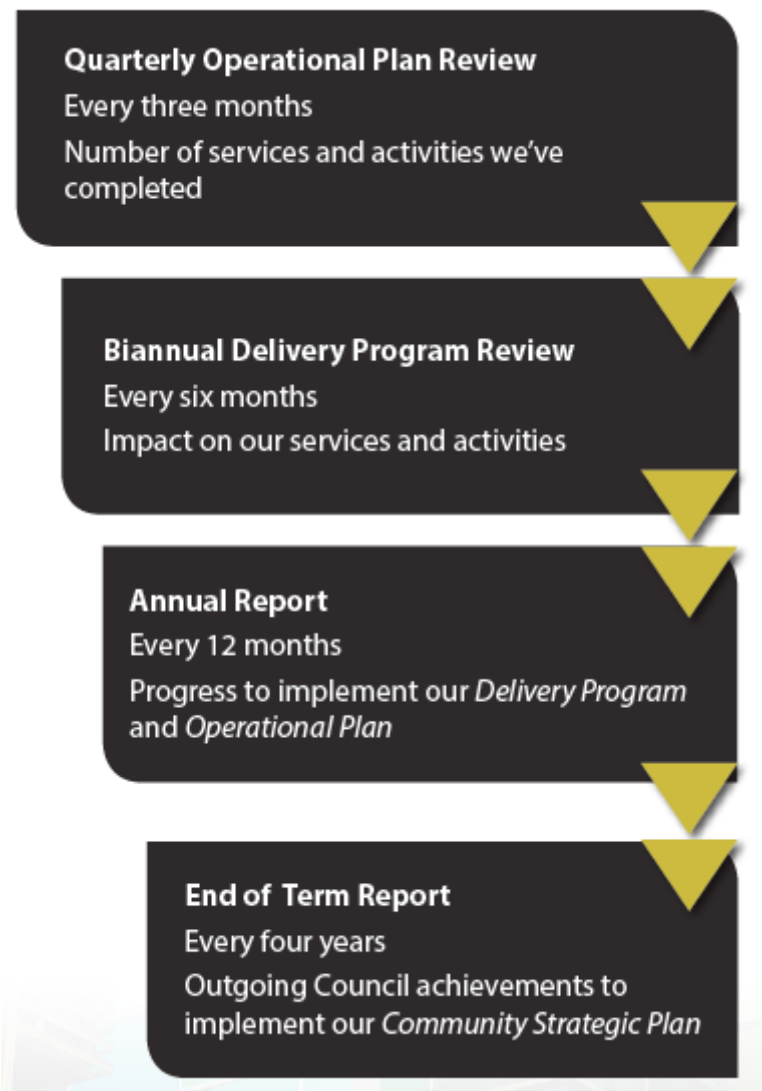 Quarterly Operational Plan Review
Every three months
Number of services and activities we've
completed
Biannual Delivery Program Review
Every six months
Impact on our services and activities
Annual Report
Every 12 months
Progress to implement our Delivery Program
and Operational Plan
End of Term Report
Every four years
Outgoing Council achievements to
implement our Community Strategic Plan